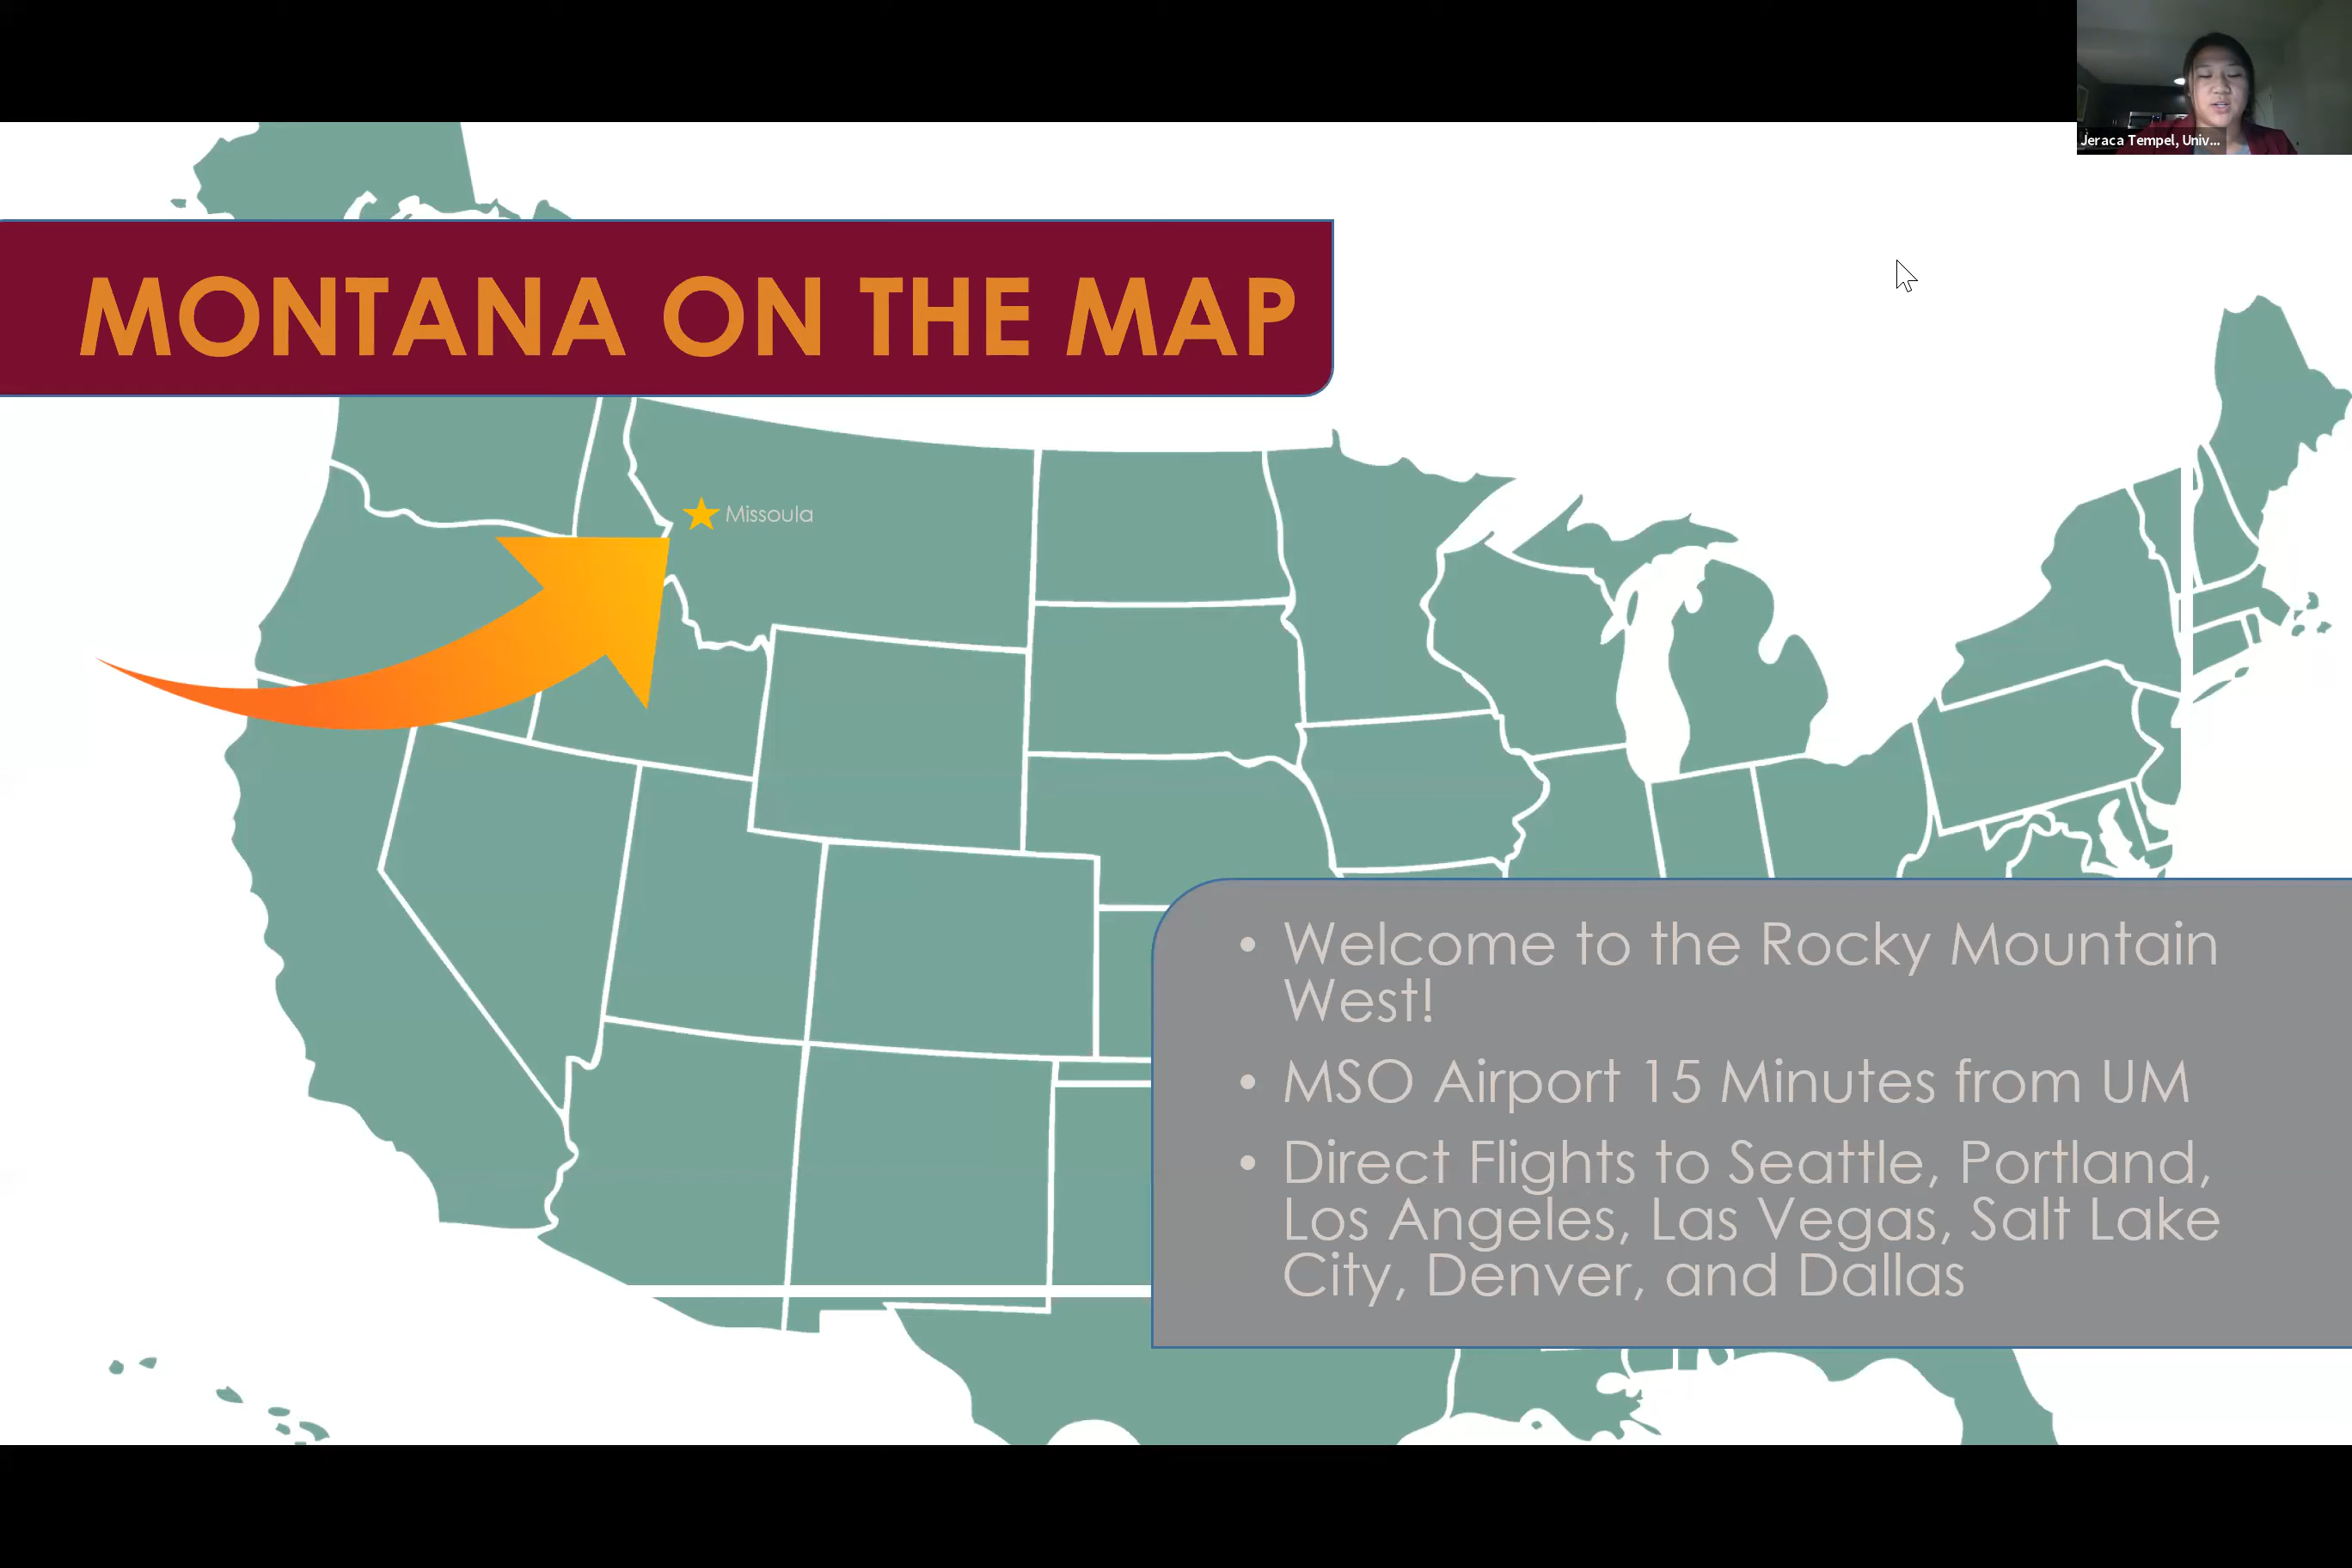 Jeraca Tempel, Univ...
MONTANA ON THE MAP
Missoula
• Welcome to the Rocky Mountain
West!
• MSO Airport 15 Minutes from UM
• Direct Flights to Seattle, Portland,
Los Angeles, Las Vegas, Salt Lake
City, Denver, and Dallas